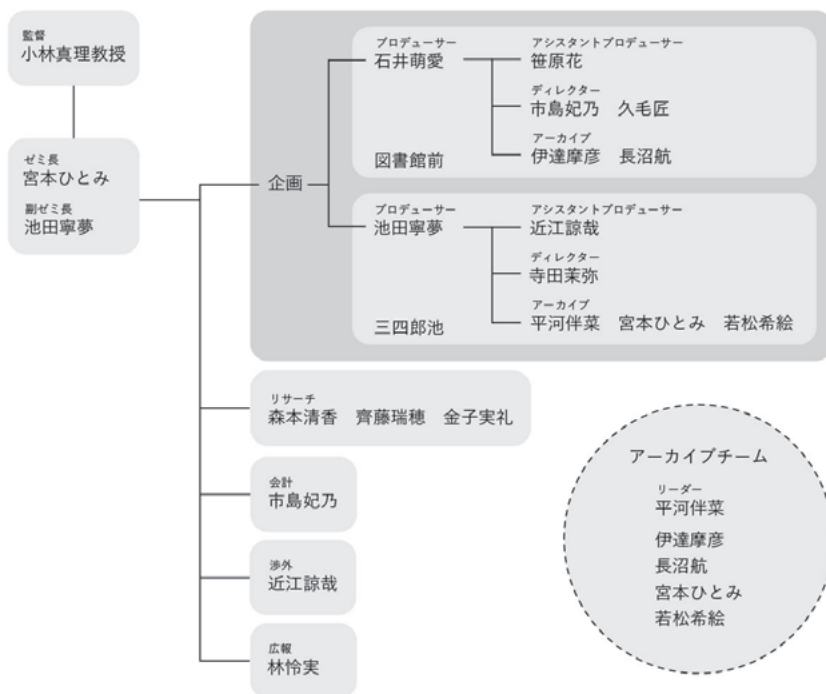 監督
小林真理教授
ゼミ長
宮本ひとみ
副ゼミ長
池田寧夢
企画
プロデューサー
石井萌愛
図書館前
アシスタントプロデューサー
笹原花
ディレクター
市島妃乃　久毛匠
アーカイブ
伊達摩彦　長沼航
プロデューサー
池田寧夢
三四郎池
アシスタントプロデューサー
近江諒哉
ディレクター
寺田茉弥
アーカイブ
平河伴菜　宮本ひとみ　若松希絵
リサーチ
森本清香　齊藤瑞穂　金子実礼
会計
市島妃乃
渉外
近江諒哉
広報
林怜実
アーカイブチーム
リーダー
平河伴菜
伊達摩彦
長沼航
宮本ひとみ
若松希絵